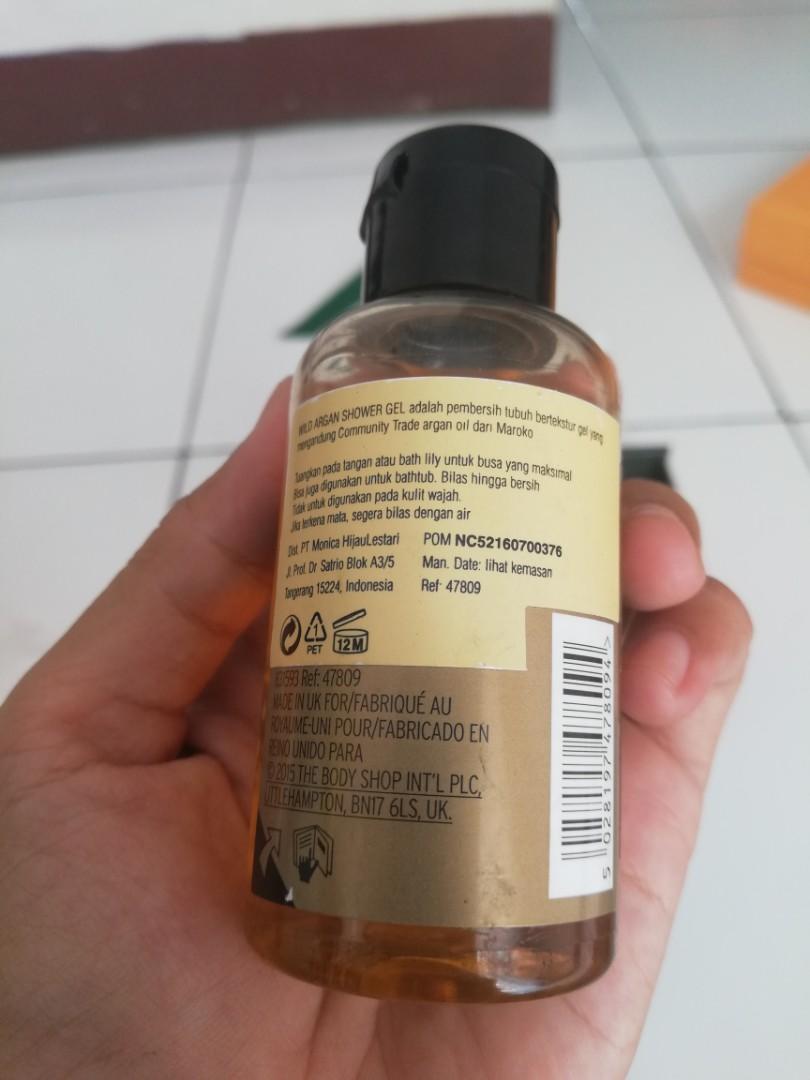 WILD ARGAN SHOWER GEL adalah pembersih tubuh bertekstur gel yang
mengandung Community Trade argan oil dari Maroko
Tuangkan pada tangan atau bath lily untuk busa yang maksimal
Bisa juga digunakan untuk bathtub. Bilas hingga bersih
Tidak untuk digunakan pada kulit wajah.
Jika terkena mata, segera bilas dengan air
Dist. PT Monica HijauLestari
Jl. Prof. Dr Satrio Blok A3/5
Tangerang 15224, Indonesia
POM NC52160700376
Man. Date: lihat kemasan
Ref: 47809
1
PET
12M
Ref: 47809
MADE IN UK FOR/FABRIQUÉ AU
ROYAUME-UNI POUR/FABRICADO EN
REINO UNIDO PARA
© 2015 THE BODY SHOP INT'L PLC,
LITTLEHAMPTON, BN17 6LS, UK.
5 028197 478094 >